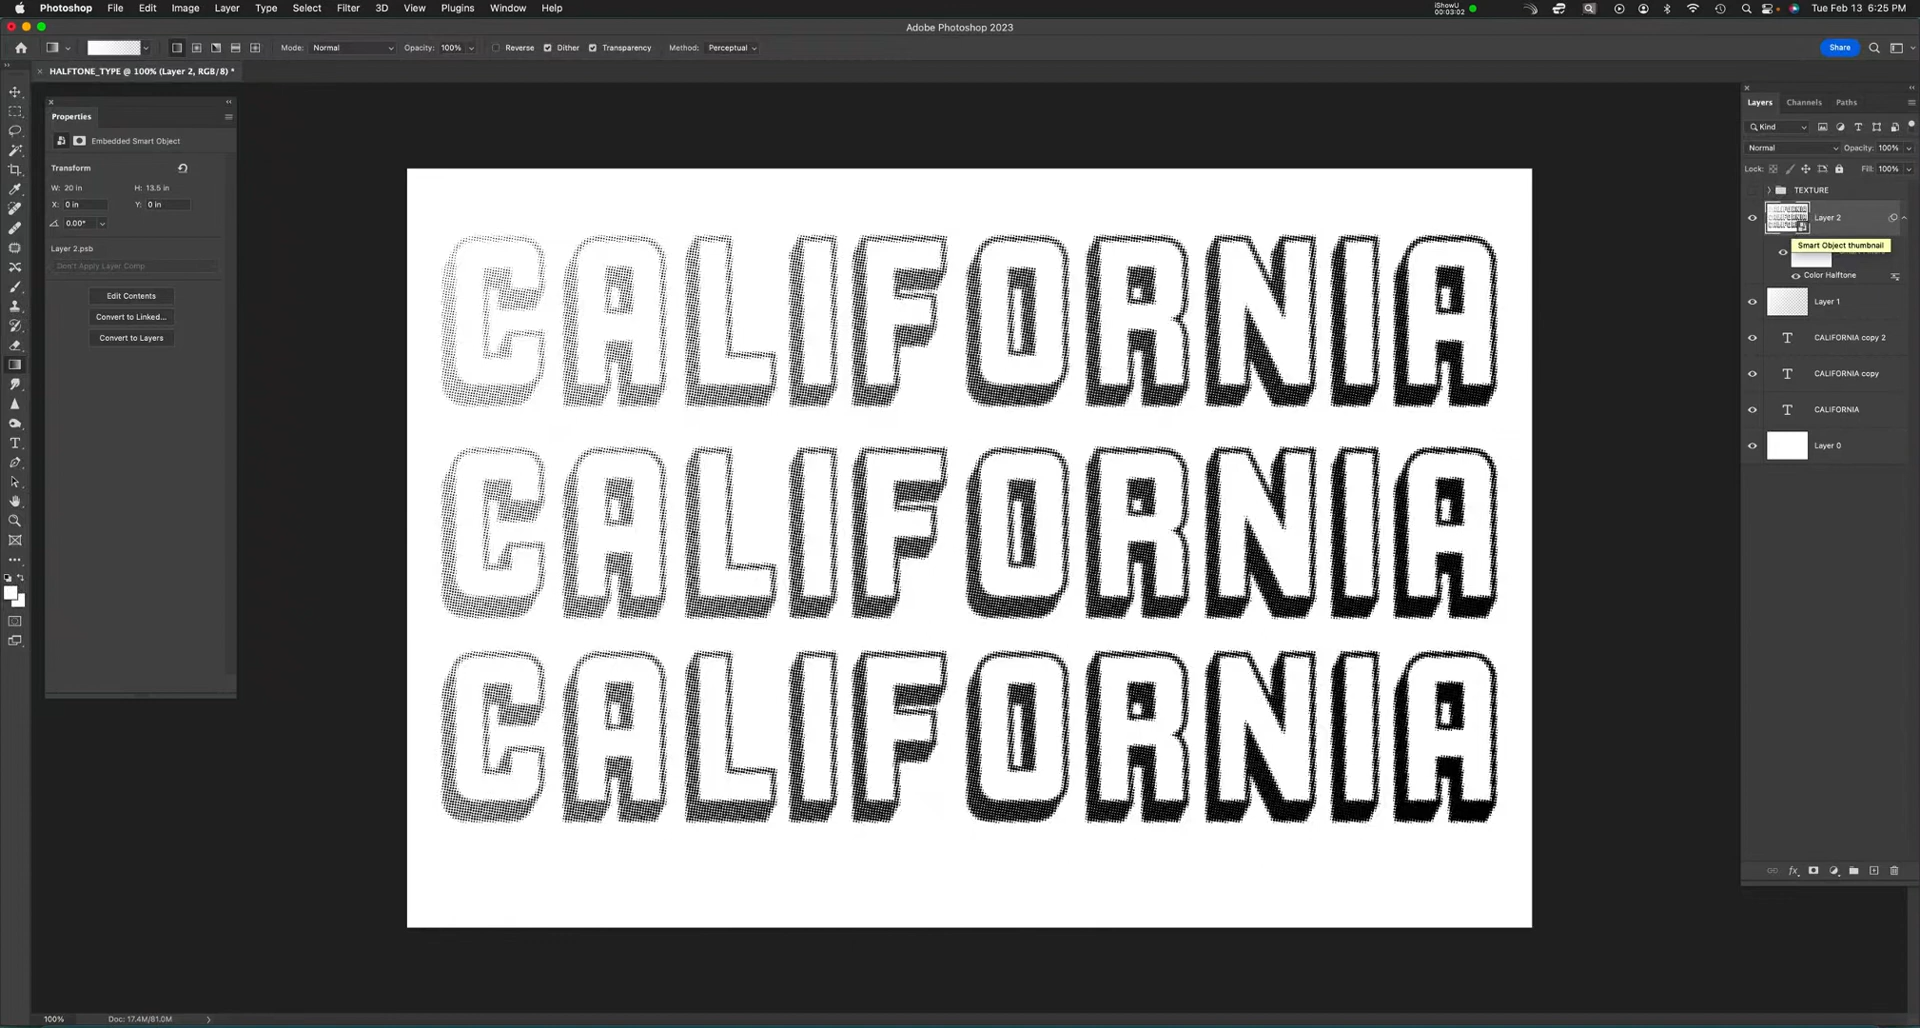 Photoshop File Edit Image Layer Type Select Filter 3D View Plugins Window Help
iShowU
00:03:02
Tue Feb 13 6:25 PM
Adobe Photoshop 2023
Mode: Normal Opacity: 100% Reverse Dither Transparency Method: Perceptual
Share
HALFTONE_TYPE @ 100% (Layer 2, RGB/8) *
Properties
Embedded Smart Object
Transform
W: 20 in H: 13.5 in
X: 0 in Y: 0 in
0.00°
Layer 2.psb
Don't Apply Layer Comp
Edit Contents
Convert to Linked...
Convert to Layers
CALIFORNIA
CALIFORNIA
CALIFORNIA
Layers Channels Paths
Kind
Normal Opacity: 100%
Lock: Fill: 100%
TEXTURE
Layer 2
Smart Object thumbnail
Color Halftone
Layer 1
CALIFORNIA copy 2
CALIFORNIA copy
CALIFORNIA
Layer 0
fx
100% Doc: 17.4M/81.0M